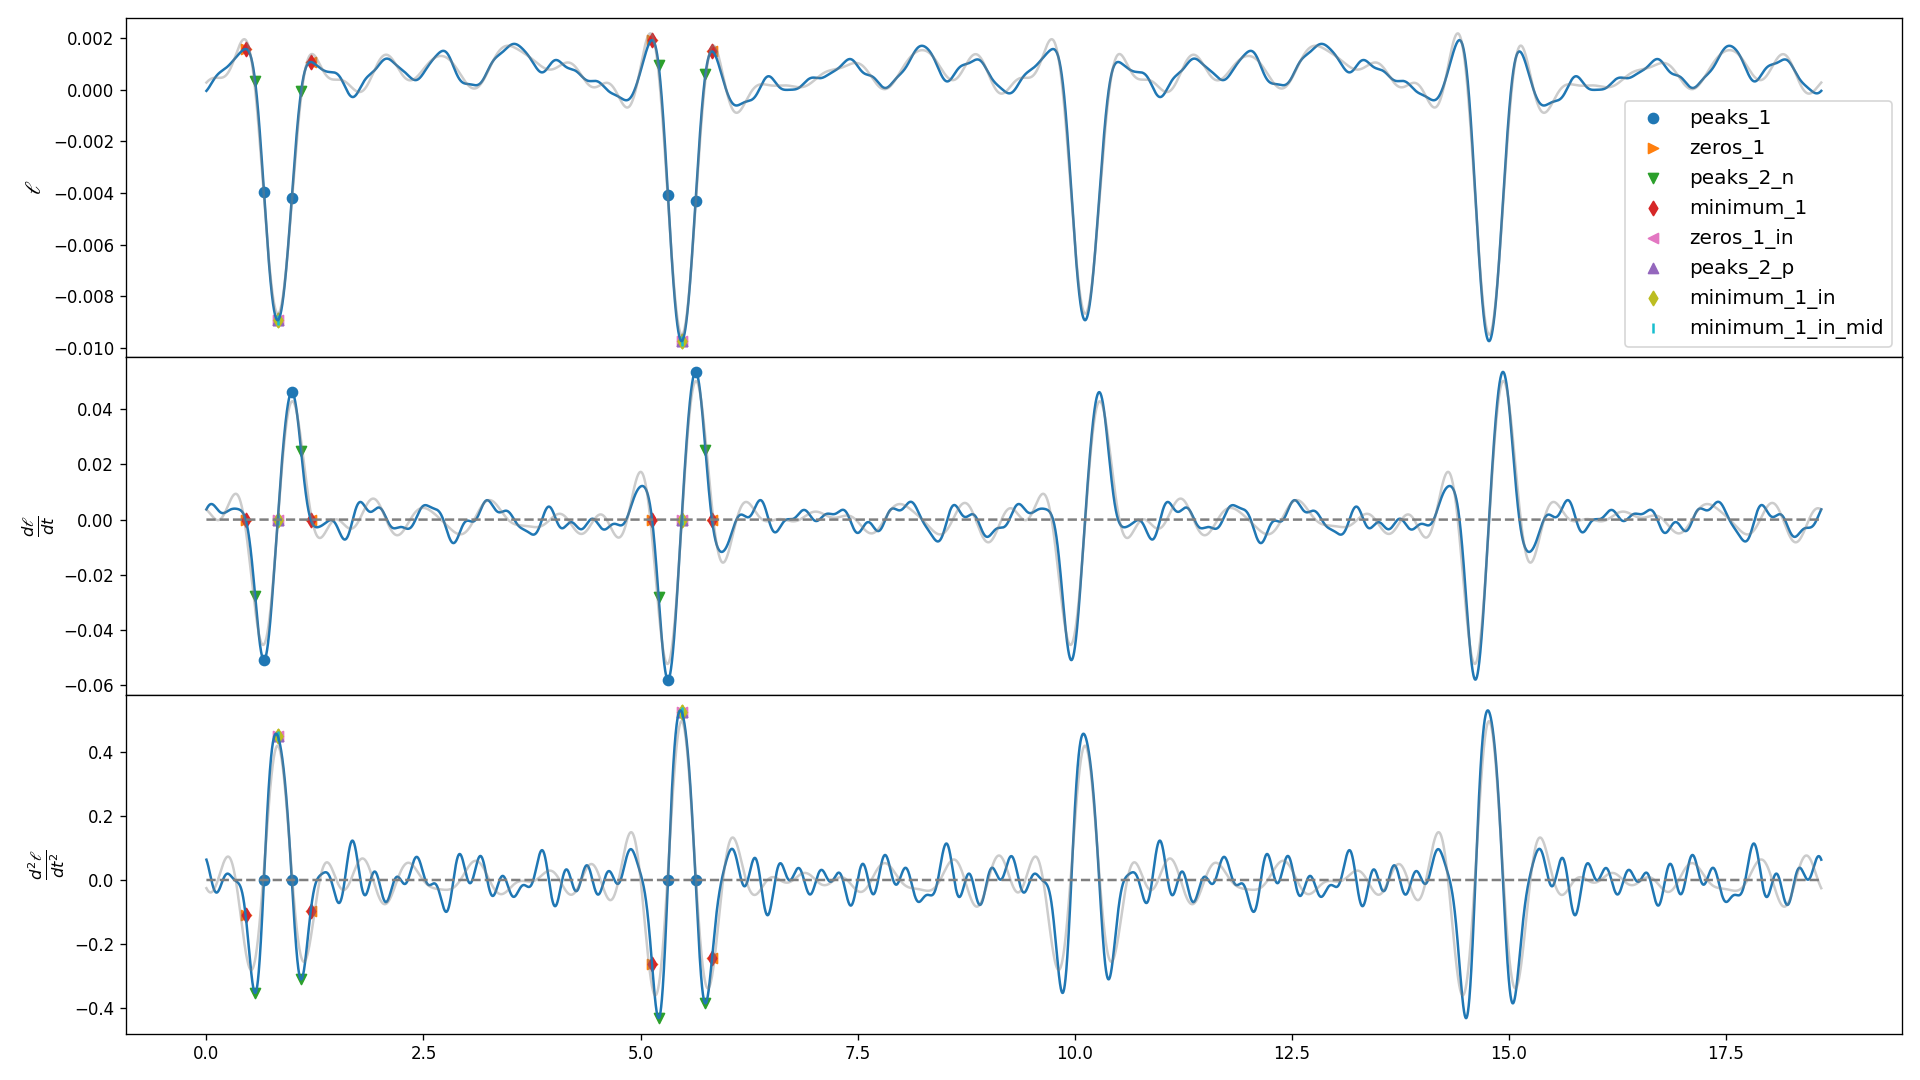 0.002
0.000
−0.002
−0.004
−0.006
−0.008
−0.010
ℓ
peaks_1
zeros_1
peaks_2_n
minimum_1
zeros_1_in
peaks_2_p
minimum_1_in
minimum_1_in_mid
0.04
0.02
0.00
−0.02
−0.04
−0.06
dℓ
dt
0.4
0.2
0.0
−0.2
−0.4
d²ℓ
dt²
0.0 2.5 5.0 7.5 10.0 12.5 15.0 17.5